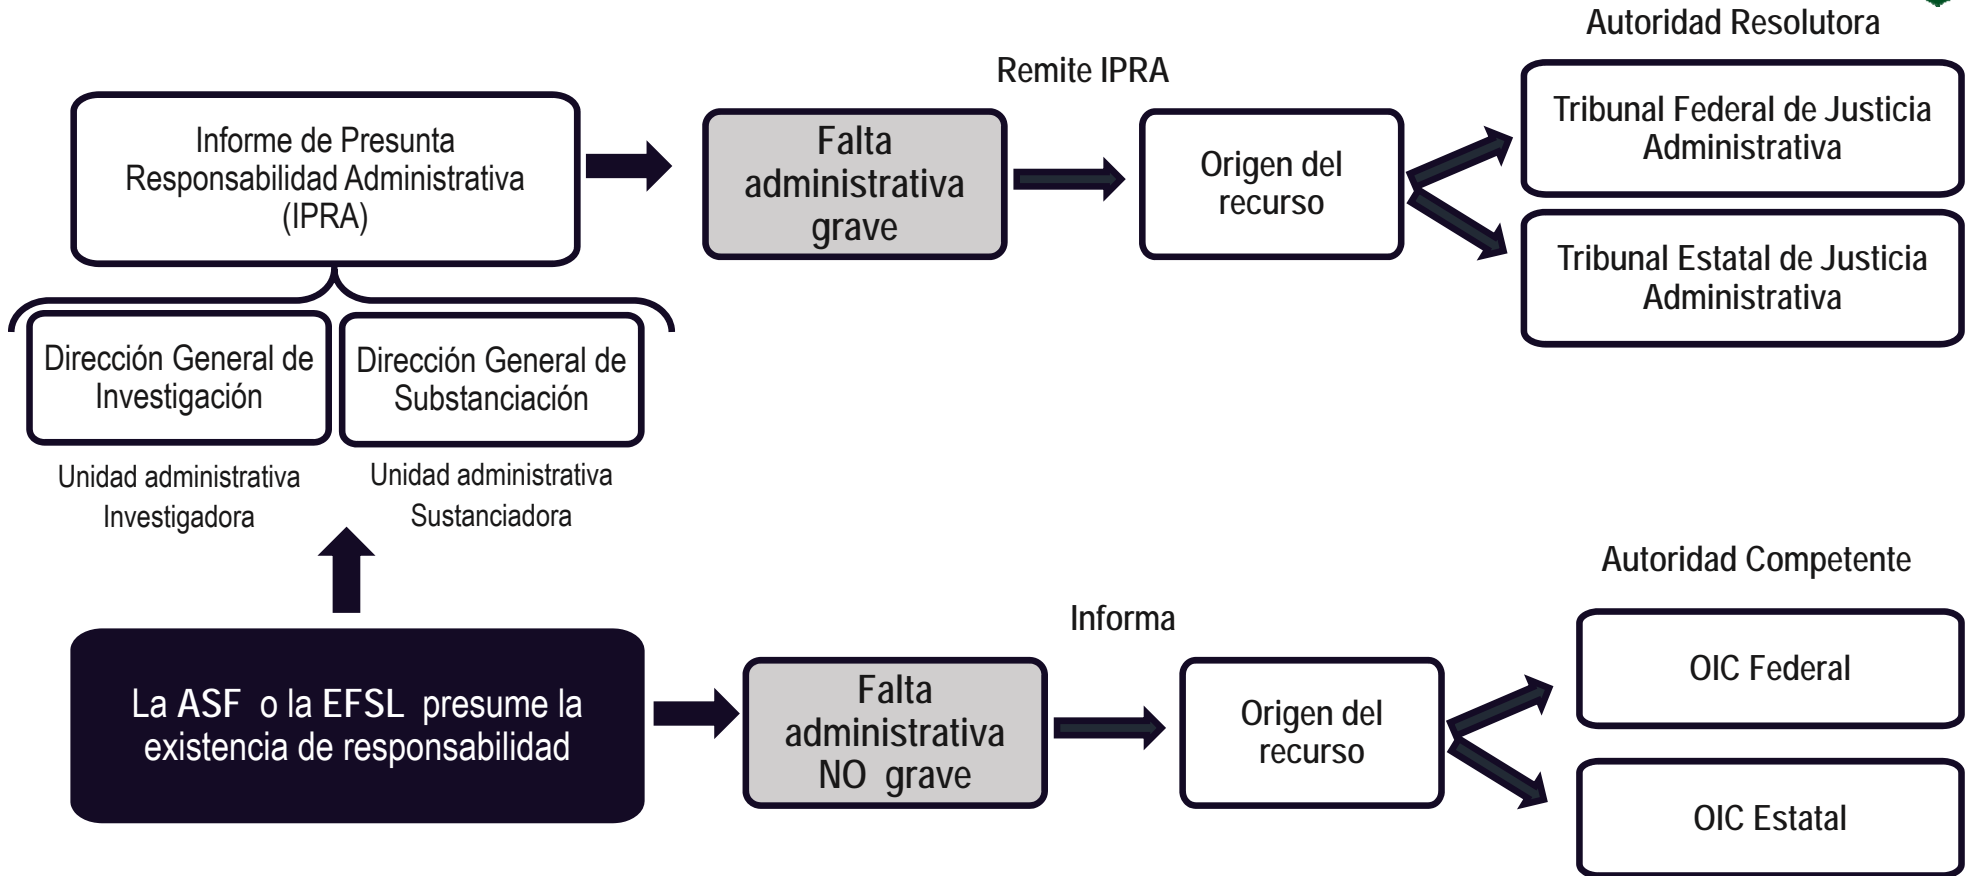 Autoridad Resolutora
Remite IPRA
Informe de Presunta
Responsabilidad Administrativa
(IPRA)
Falta
administrativa
grave
Origen del
recurso
Tribunal Federal de Justicia
Administrativa
Tribunal Estatal de Justicia
Administrativa
Dirección General de
Investigación
Dirección General de
Substanciación
Unidad administrativa
Investigadora
Unidad administrativa
Sustanciadora
Autoridad Competente
Informa
La ASF o la EFSL presume la
existencia de responsabilidad
Falta
administrativa
NO grave
Origen del
recurso
OIC Federal
OIC Estatal